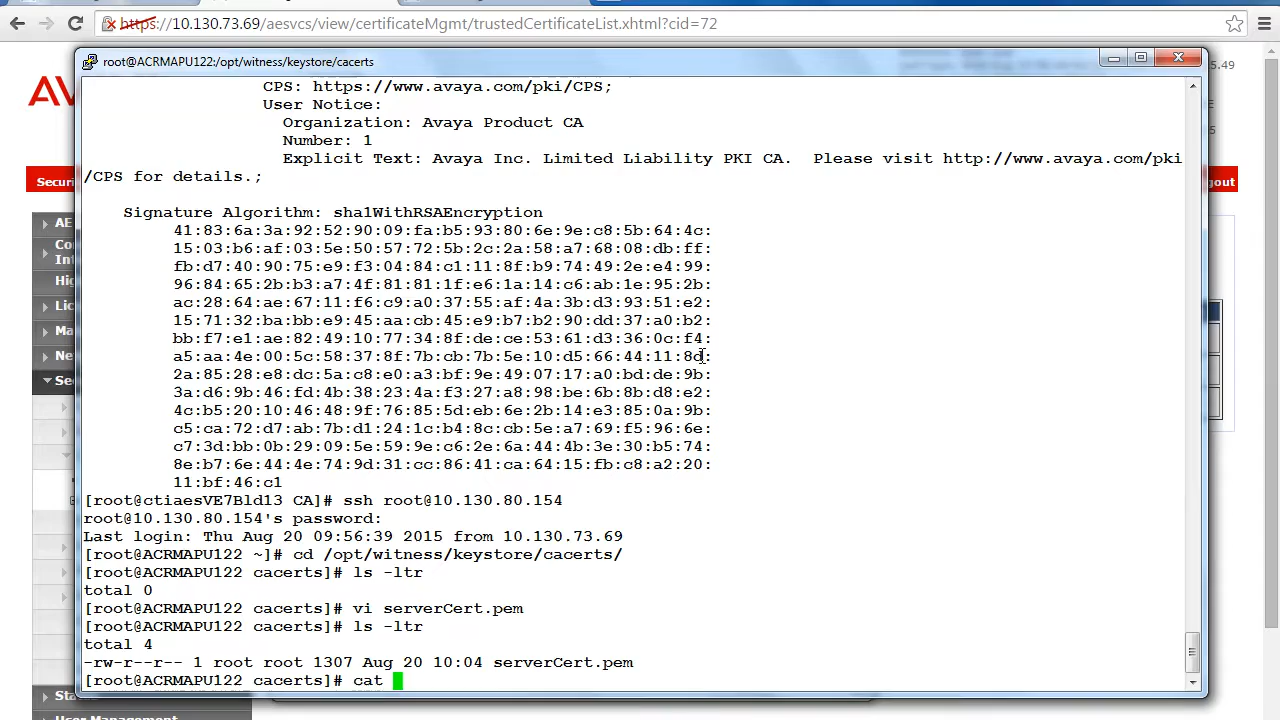 https://10.130.73.69/aesvcs/view/certificateMgmt/trustedCertificateList.xhtml?cid=72
root@ACRMAPU122:/opt/witness/keystore/cacerts
5.49
AV
E
5
Securi
gout
AE
Co
Int
Hig
Lic
Ma
Ne
Sec
Sta
User Management
CPS: https://www.avaya.com/pki/CPS;
User Notice:
Organization: Avaya Product CA
Number: 1
Explicit Text: Avaya Inc. Limited Liability PKI CA.  Please visit http://www.avaya.com/pki
/CPS for details.;
Signature Algorithm: sha1WithRSAEncryption
41:83:6a:3a:92:52:90:09:fa:b5:93:80:6e:9e:c8:5b:64:4c:
15:03:b6:af:03:5e:50:57:72:5b:2c:2a:58:a7:68:08:db:ff:
fb:d7:40:90:75:e9:f3:04:84:c1:11:8f:b9:74:49:2e:e4:99:
96:84:65:2b:b3:a7:4f:81:81:1f:e6:1a:14:c6:ab:1e:95:2b:
ac:28:64:ae:67:11:f6:c9:a0:37:55:af:4a:3b:d3:93:51:e2:
15:71:32:ba:bb:e9:45:aa:cb:45:e9:b7:b2:90:dd:37:a0:b2:
bb:f7:e1:ae:82:49:10:77:34:8f:de:ce:53:61:d3:36:0c:f4:
a5:aa:4e:00:5c:58:37:8f:7b:cb:7b:5e:10:d5:66:44:11:8d:
2a:85:28:e8:dc:5a:c8:e0:a3:bf:9e:49:07:17:a0:bd:de:9b:
3a:d6:9b:46:fd:4b:38:23:4a:f3:27:a8:98:be:6b:8b:d8:e2:
4c:b5:20:10:46:48:9f:76:85:5d:eb:6e:2b:14:e3:85:0a:9b:
c5:ca:72:d7:ab:7b:d1:24:1c:b4:8c:cb:5e:a7:69:f5:96:6e:
c7:3d:bb:0b:29:09:5e:59:9e:c6:2e:6a:44:4b:3e:30:b5:74:
8e:b7:6e:44:4e:74:9d:31:cc:86:41:ca:64:15:fb:c8:a2:20:
11:bf:46:c1
[root@ctiaesVE7Bld13 CA]# ssh root@10.130.80.154
root@10.130.80.154's password:
Last login: Thu Aug 20 09:56:39 2015 from 10.130.73.69
[root@ACRMAPU122 ~]# cd /opt/witness/keystore/cacerts/
[root@ACRMAPU122 cacerts]# ls -ltr
total 0
[root@ACRMAPU122 cacerts]# vi serverCert.pem
[root@ACRMAPU122 cacerts]# ls -ltr
total 4
-rw-r--r-- 1 root root 1307 Aug 20 10:04 serverCert.pem
[root@ACRMAPU122 cacerts]# cat